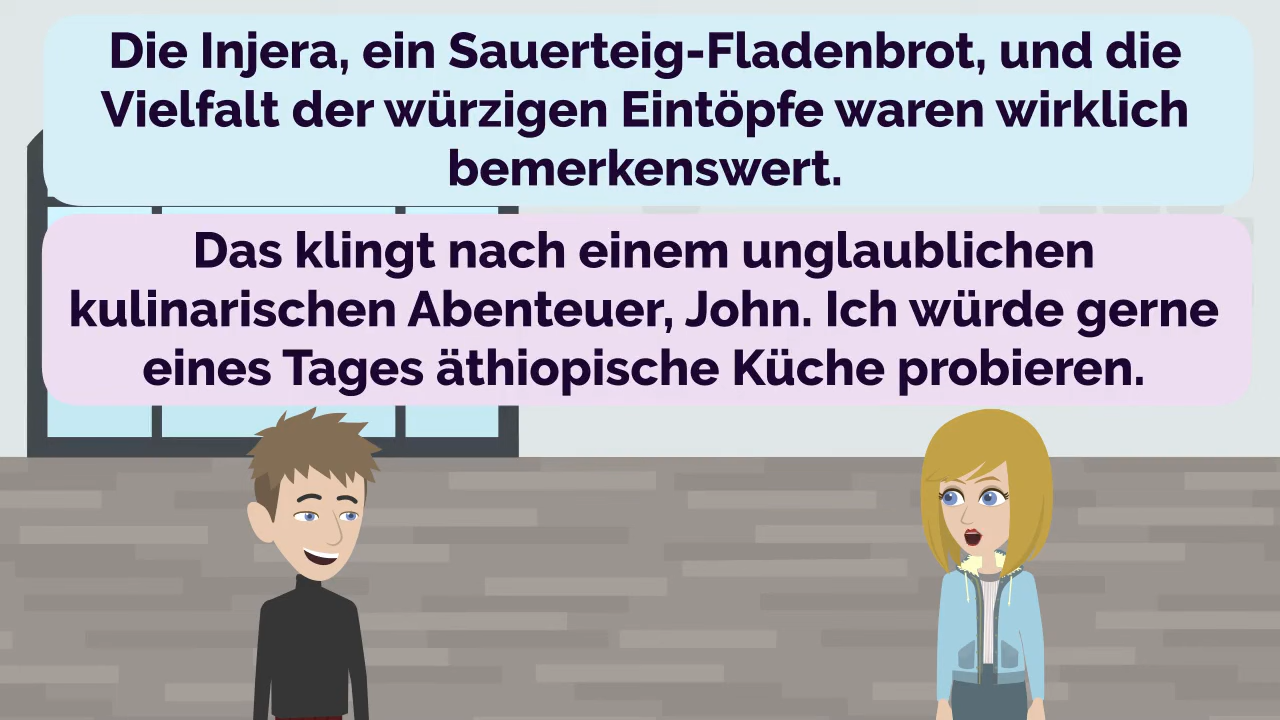 Die Injera, ein Sauerteig-Fladenbrot, und die
Vielfalt der würzigen Eintöpfe waren wirklich
bemerkenswert.
Das klingt nach einem unglaublichen
kulinarischen Abenteuer, John. Ich würde gerne
eines Tages äthiopische Küche probieren.